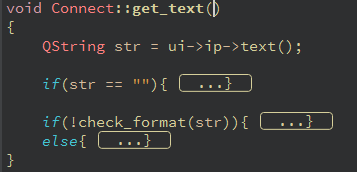 void Connect::get_text()
{
QString str = ui->ip->text();
if(str == ""){ ...}
if(!check_format(str)){ ...}
else{ ...}
}